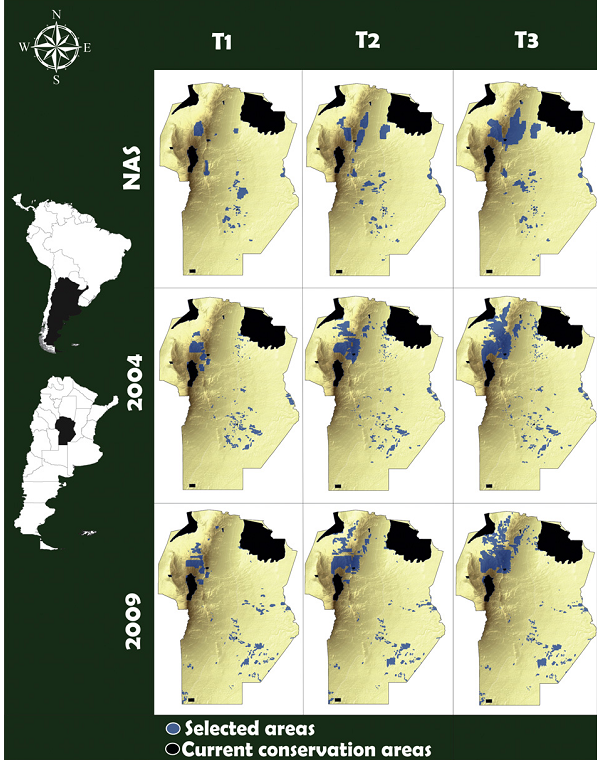 N
W E
S
T1 T2 T3
NAS
2004
2009
Selected areas
Current conservation areas